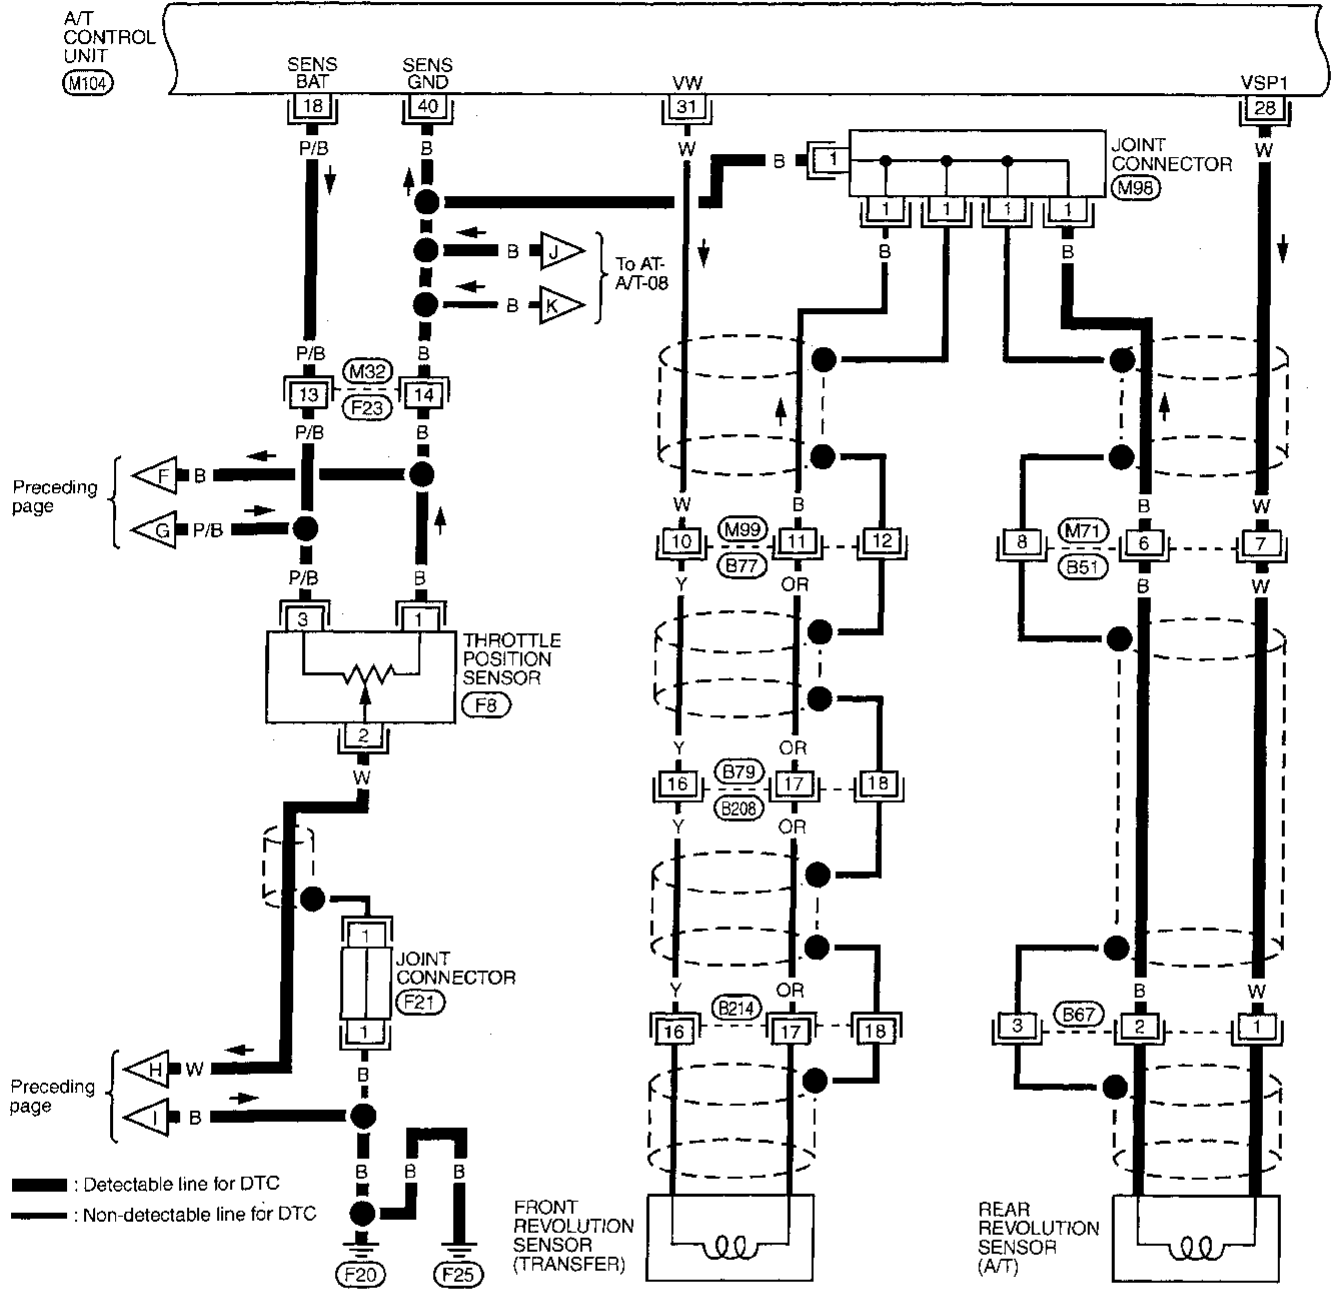 A/T
CONTROL
UNIT
M104
SENS
BAT
SENS
GND
VW
VSP1
18
40
31
28
P/B
B
W
B
1
W
JOINT
CONNECTOR
M98
1
1
1
1
B
J
B
B
To AT-
A/T-08
B
K
P/B
M32
B
13
F23
14
P/B
B
Preceding
page
F
B
G
P/B
W
B
B
W
10
M99
11
12
8
M71
6
7
B77
B51
Y
OR
B
W
P/B
B
3
1
THROTTLE
POSITION
SENSOR
F8
2
W
Y
OR
16
B79
17
18
B208
Y
OR
1
JOINT
CONNECTOR
F21
1
Y
OR
B
W
16
B214
17
18
3
B67
2
1
Preceding
page
H
W
B
I
B
B
B
B
: Detectable line for DTC
: Non-detectable line for DTC
F20
F25
FRONT
REVOLUTION
SENSOR
(TRANSFER)
REAR
REVOLUTION
SENSOR
(A/T)